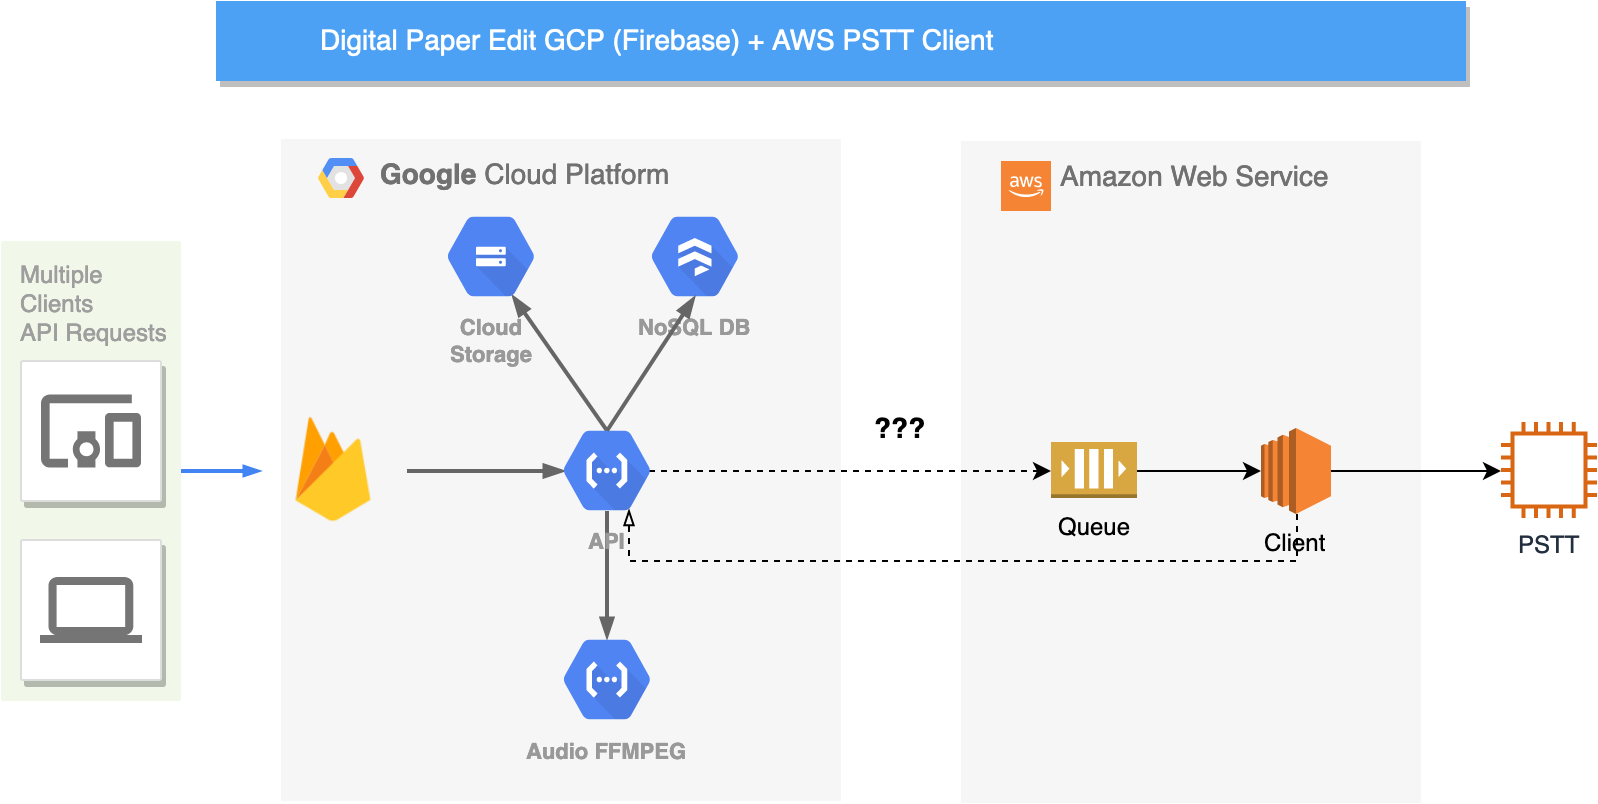 Digital Paper Edit GCP (Firebase) + AWS PSTT Client
Google Cloud Platform
aws
Amazon Web Service
Multiple
Clients
API Requests
Cloud
Storage
NoSQL DB
???
Queue
Client
PSTT
API
Audio FFMPEG